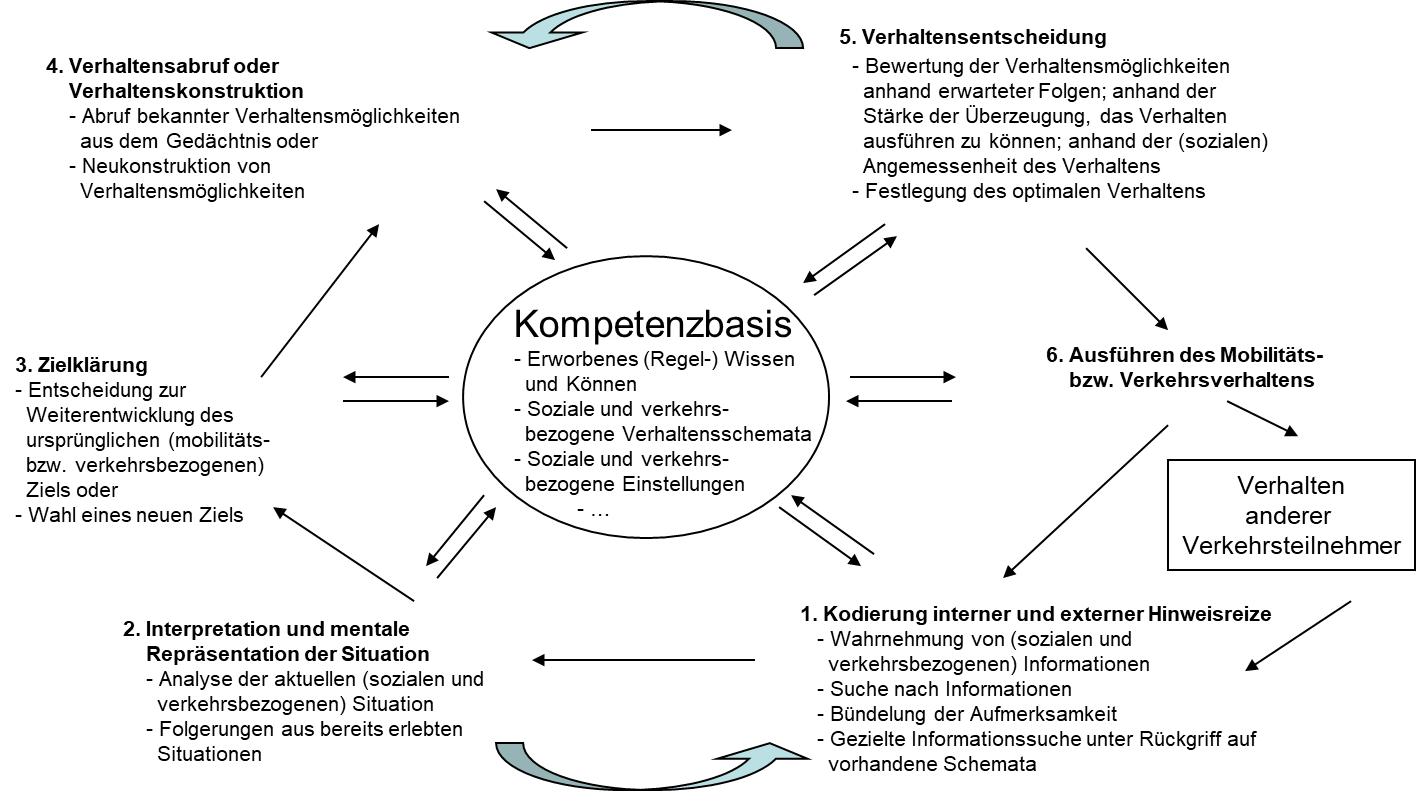 4. Verhaltensabruf oder
Verhaltenskonstruktion
- Abruf bekannter Verhaltensmöglichkeiten
aus dem Gedächtnis oder
- Neukonstruktion von
Verhaltensmöglichkeiten
5. Verhaltensentscheidung
- Bewertung der Verhaltensmöglichkeiten
anhand erwarteter Folgen; anhand der
Stärke der Überzeugung, das Verhalten
ausführen zu können; anhand der (sozialen)
Angemessenheit des Verhaltens
- Festlegung des optimalen Verhaltens
3. Zielklärung
- Entscheidung zur
Weiterentwicklung des
ursprünglichen (mobilitäts-
bzw. verkehrsbezogenen)
Ziels oder
- Wahl eines neuen Ziels
Kompetenzbasis
- Erworbenes (Regel-) Wissen
und Können
- Soziale und verkehrs-
bezogene Verhaltensschemata
- Soziale und verkehrs-
bezogene Einstellungen
- ...
6. Ausführen des Mobilitäts-
bzw. Verkehrsverhaltens
Verhalten
anderer
Verkehrsteilnehmer
2. Interpretation und mentale
Repräsentation der Situation
- Analyse der aktuellen (sozialen und
verkehrsbezogenen) Situation
- Folgerungen aus bereits erlebten
Situationen
1. Kodierung interner und externer Hinweisreize
- Wahrnehmung von (sozialen und
verkehrsbezogenen) Informationen
- Suche nach Informationen
- Bündelung der Aufmerksamkeit
- Gezielte Informationssuche unter Rückgriff auf
vorhandene Schemata